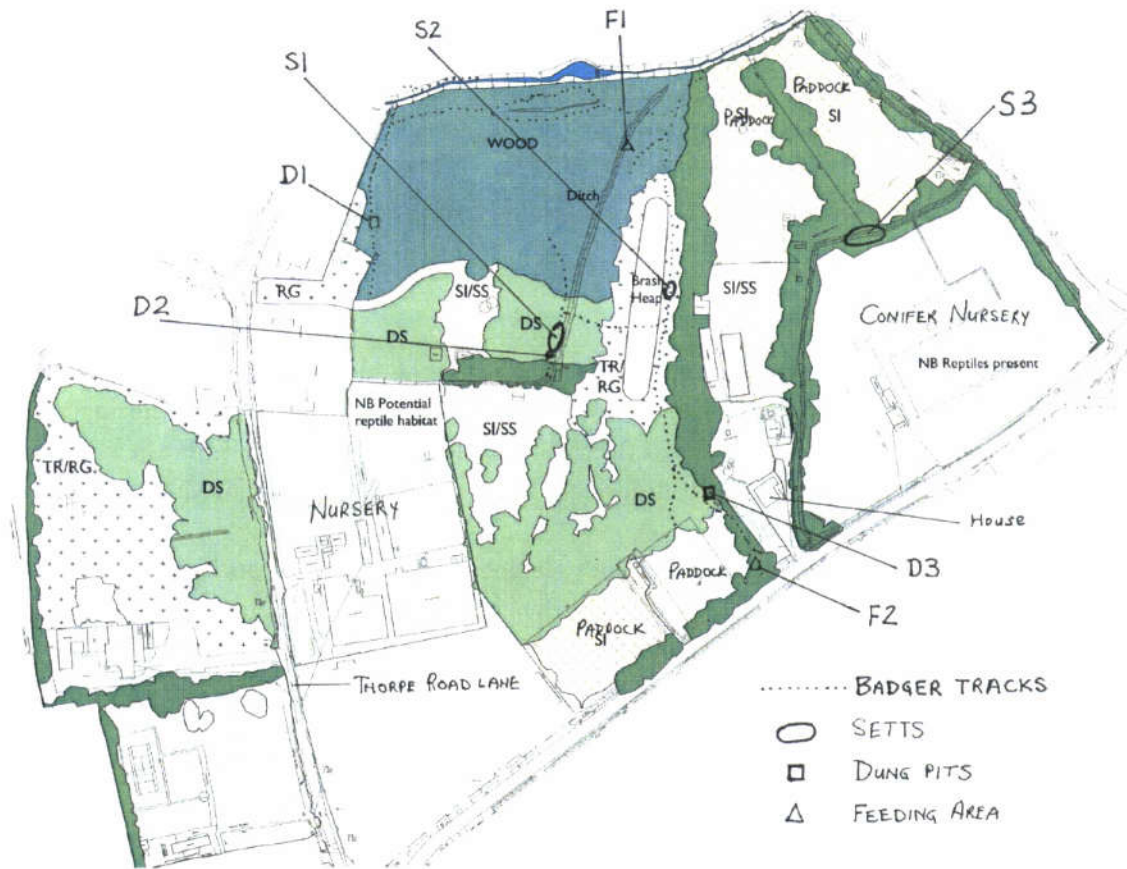 F1
S2
S1
PADDOCK
SI
SI
PADDOCK
S3
WOOD
D1
Ditch
RG
SI/SS
Brash
Heap
SI/SS
D2
DS
DS
CONIFER NURSERY
TR/
RG
NB Reptiles present
NB Potential
reptile habitat
SI/SS
TR/RG
DS
DS
NURSERY
HOUSE
D3
PADDOCK
F2
PADDOCK
SI
THORPE ROAD LANE
BADGER TRACKS
SETTS
DUNG PITS
FEEDING AREA